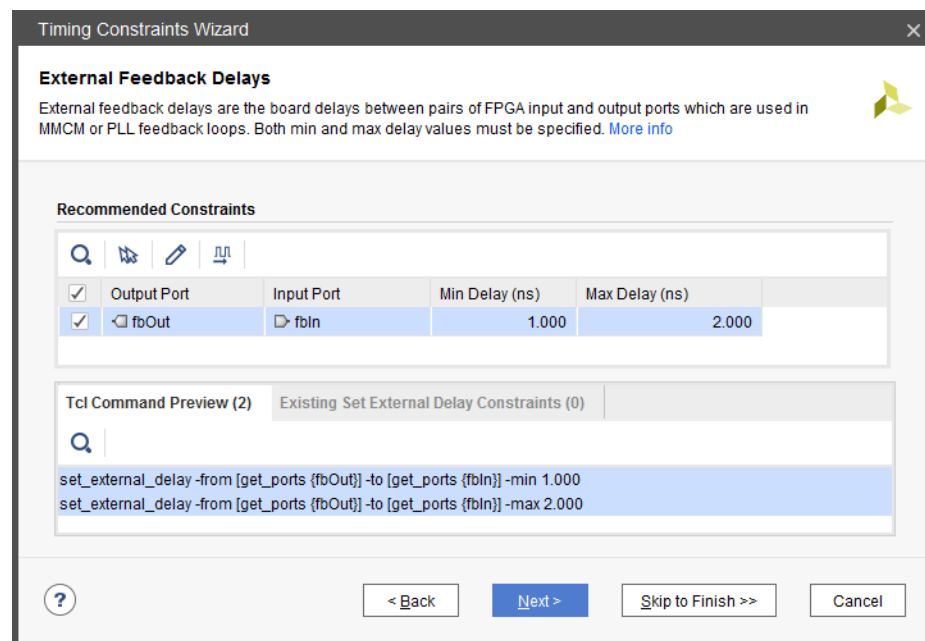 Timing Constraints Wizard
External Feedback Delays
External feedback delays are the board delays between pairs of FPGA input and output ports which are used in
MMCM or PLL feedback loops. Both min and max delay values must be specified. More info
Recommended Constraints
Output Port Input Port Min Delay (ns) Max Delay (ns)
fbOut fbIn 1.000 2.000
Tcl Command Preview (2) Existing Set External Delay Constraints (0)
set_external_delay -from [get_ports {fbOut}] -to [get_ports {fbIn}] -min 1.000
set_external_delay -from [get_ports {fbOut}] -to [get_ports {fbIn}] -max 2.000
? < Back Next > Skip to Finish >> Cancel